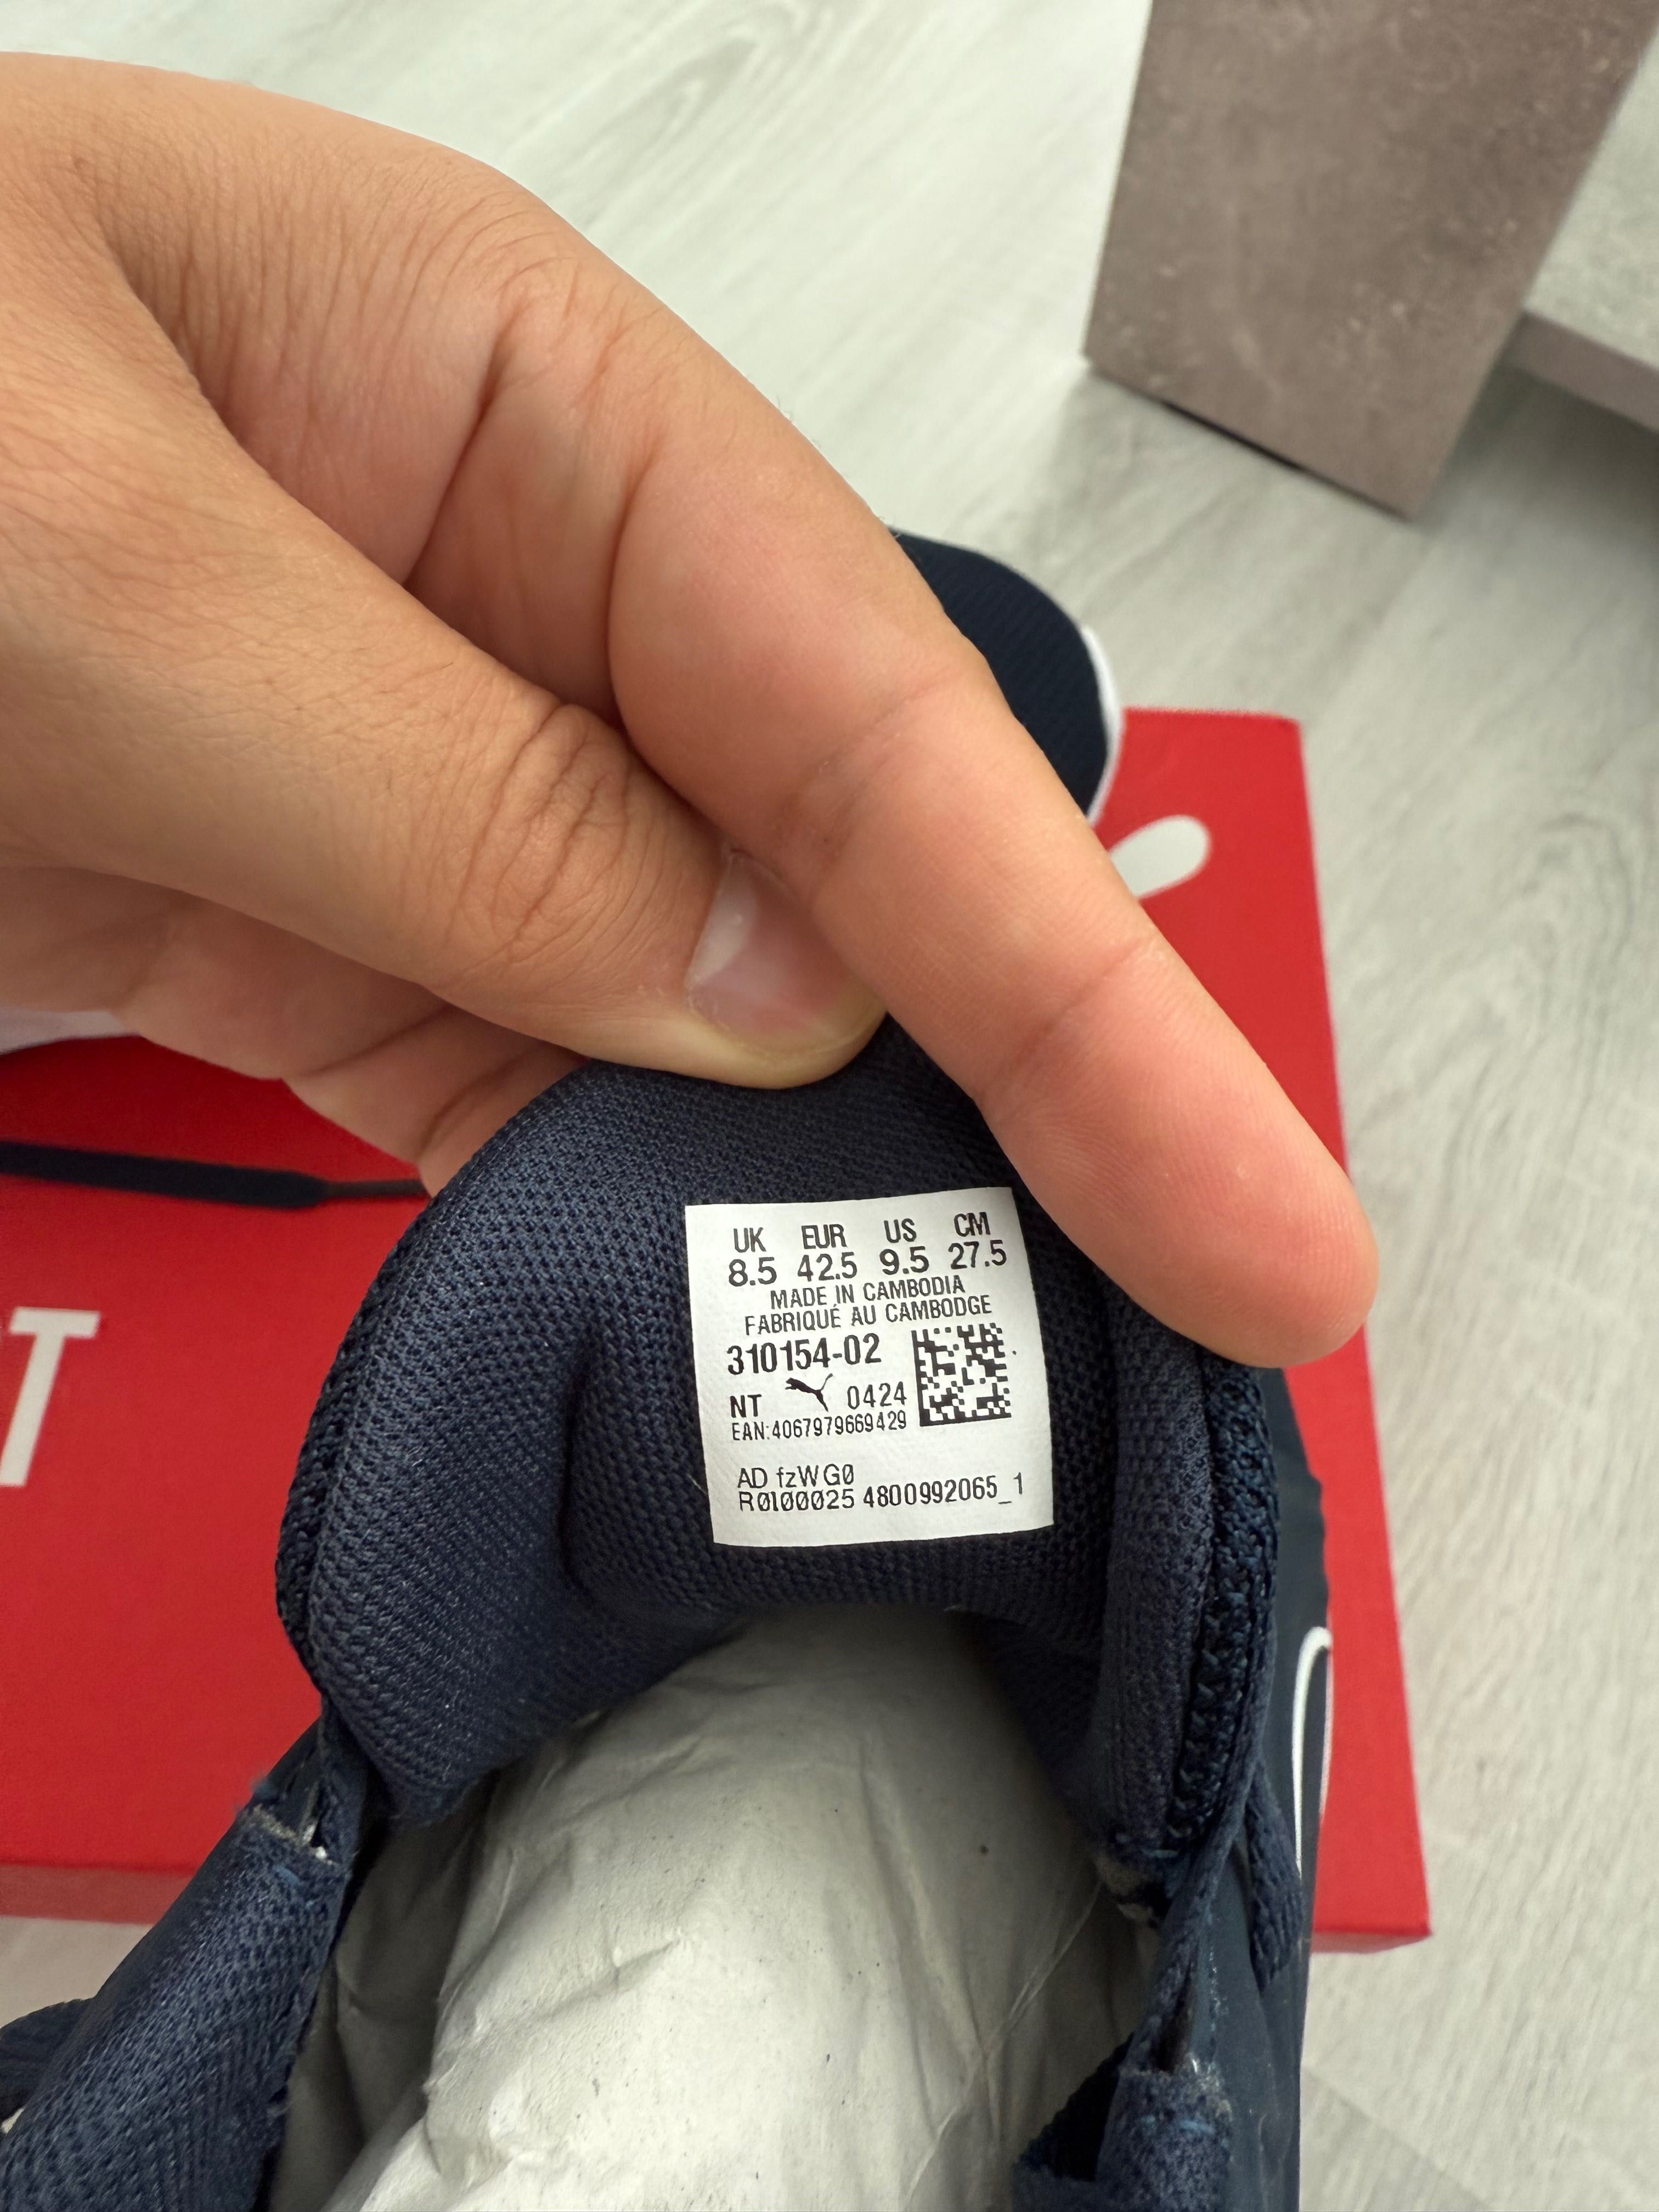 UK EUR US CM
8.5 42.5 9.5 27.5
MADE IN CAMBODIA
FABRIQUÉ AU CAMBODGE
310154-02
NT 0424
EAN:4067979669429
AD fzWG0
R0100025 4800992065_1
T